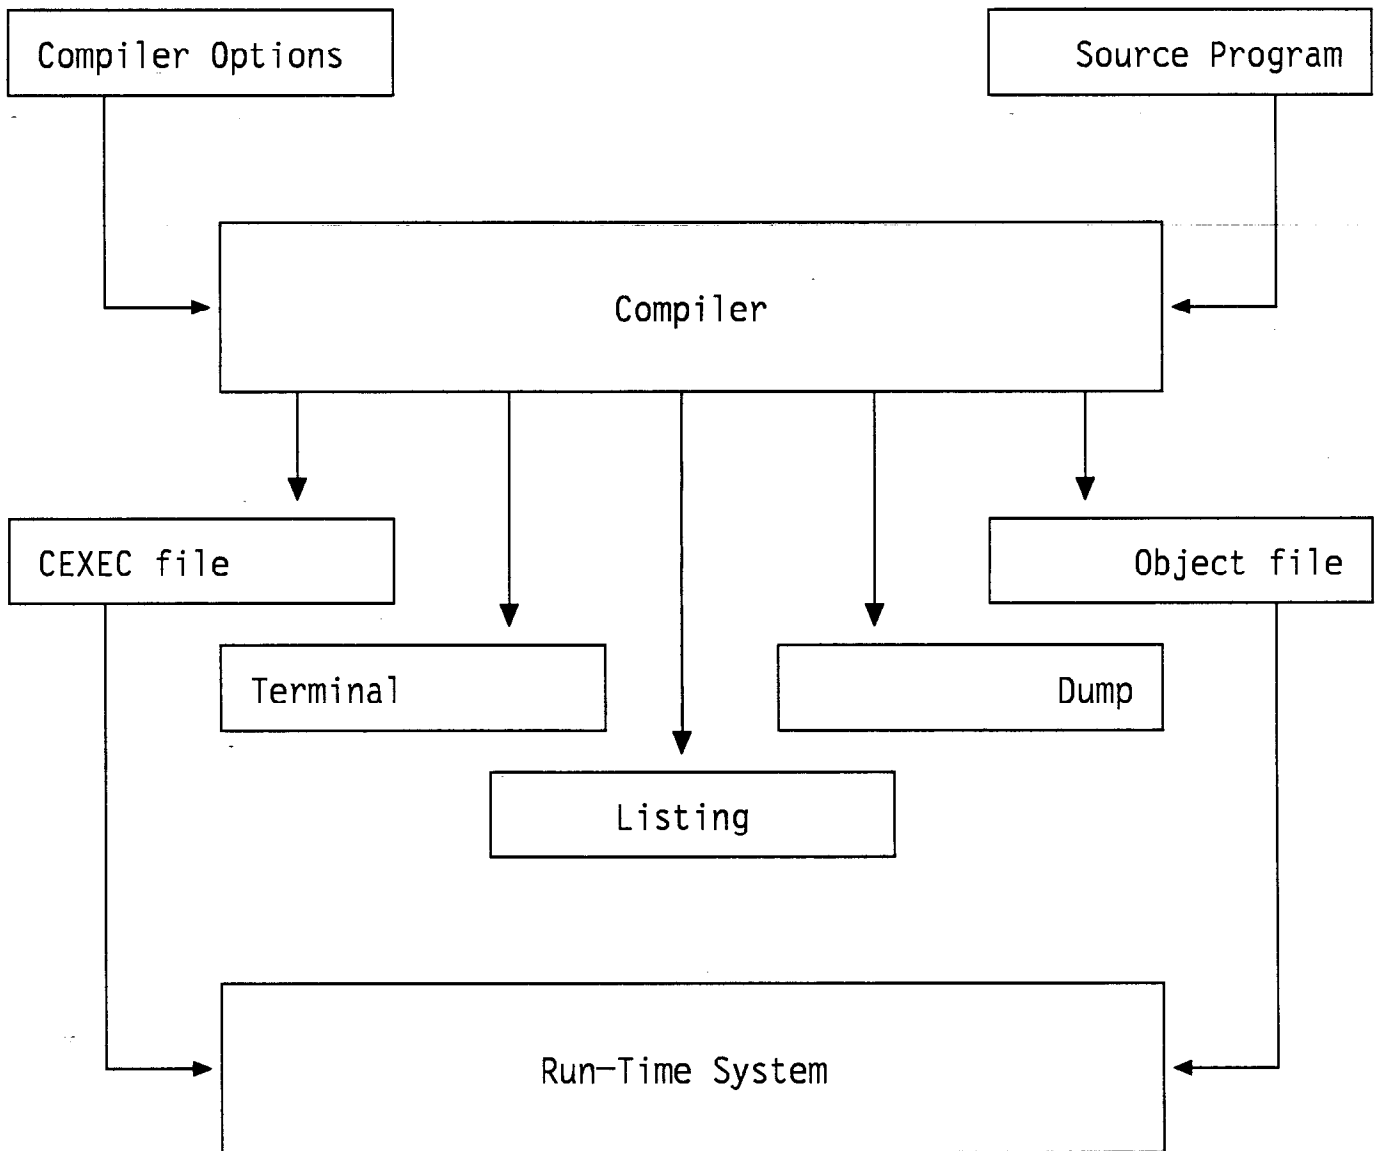 Compiler Options
Source Program
Compiler
CEXEC file
Object file
Terminal
Dump
Listing
Run-Time System